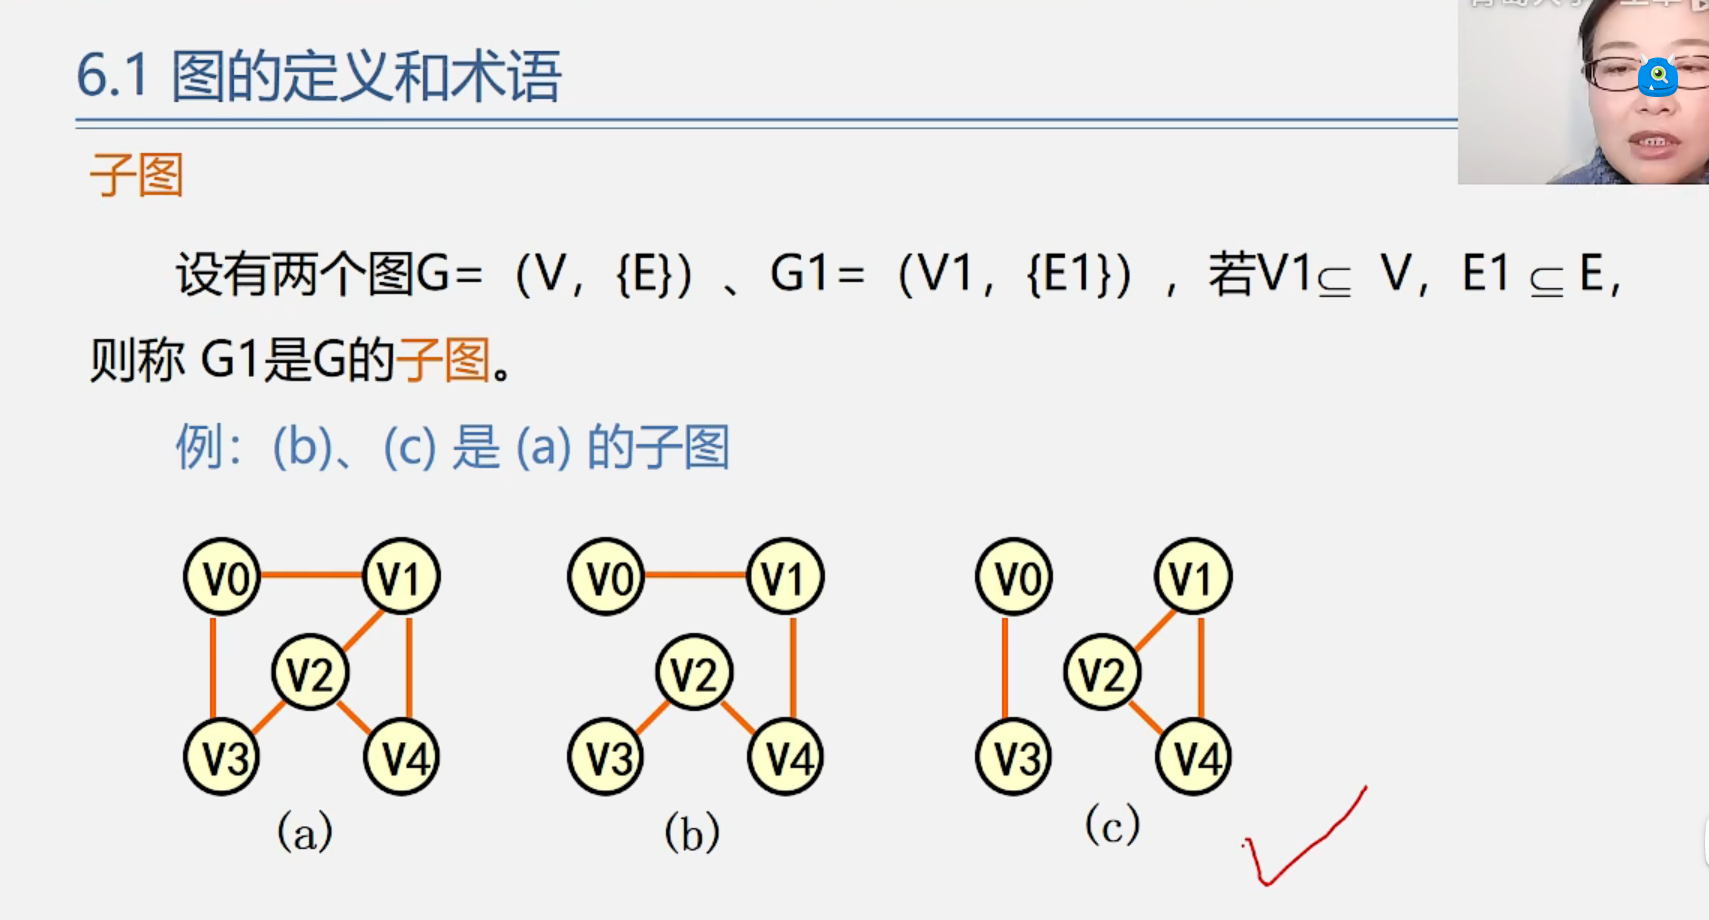 6.1 图的定义和术语
子图
设有两个图G=（V，{E}）、G1=（V1，{E1}），若V1⊆ V，E1 ⊆ E，
则称 G1是G的子图。
例：(b)、(c) 是 (a) 的子图
V0 V1 V0 V1 V0 V1
V2 V2 V2
V3 V4 V3 V4 V3 V4
(a) (b) (c)